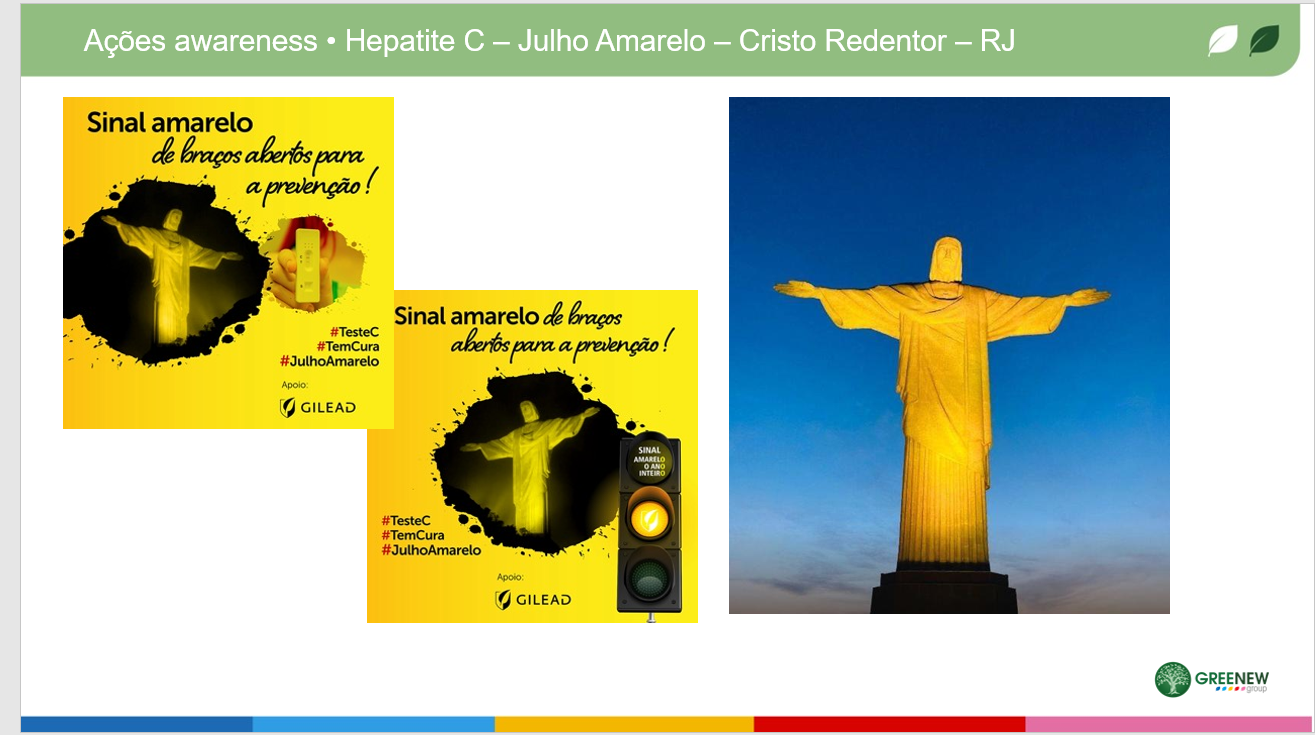 Ações awareness • Hepatite C – Julho Amarelo – Cristo Redentor – RJ
Sinal amarelo
de braços abertos para
a prevenção !
#TesteC
#TemCura
#JulhoAmarelo
Apoio:
GILEAD
Sinal amarelo de braços
abertos para a prevenção !
SINAL
AMARELO
O ANO
INTEIRO
#TesteC
#TemCura
#JulhoAmarelo
Apoio:
GILEAD
GREENEW
group